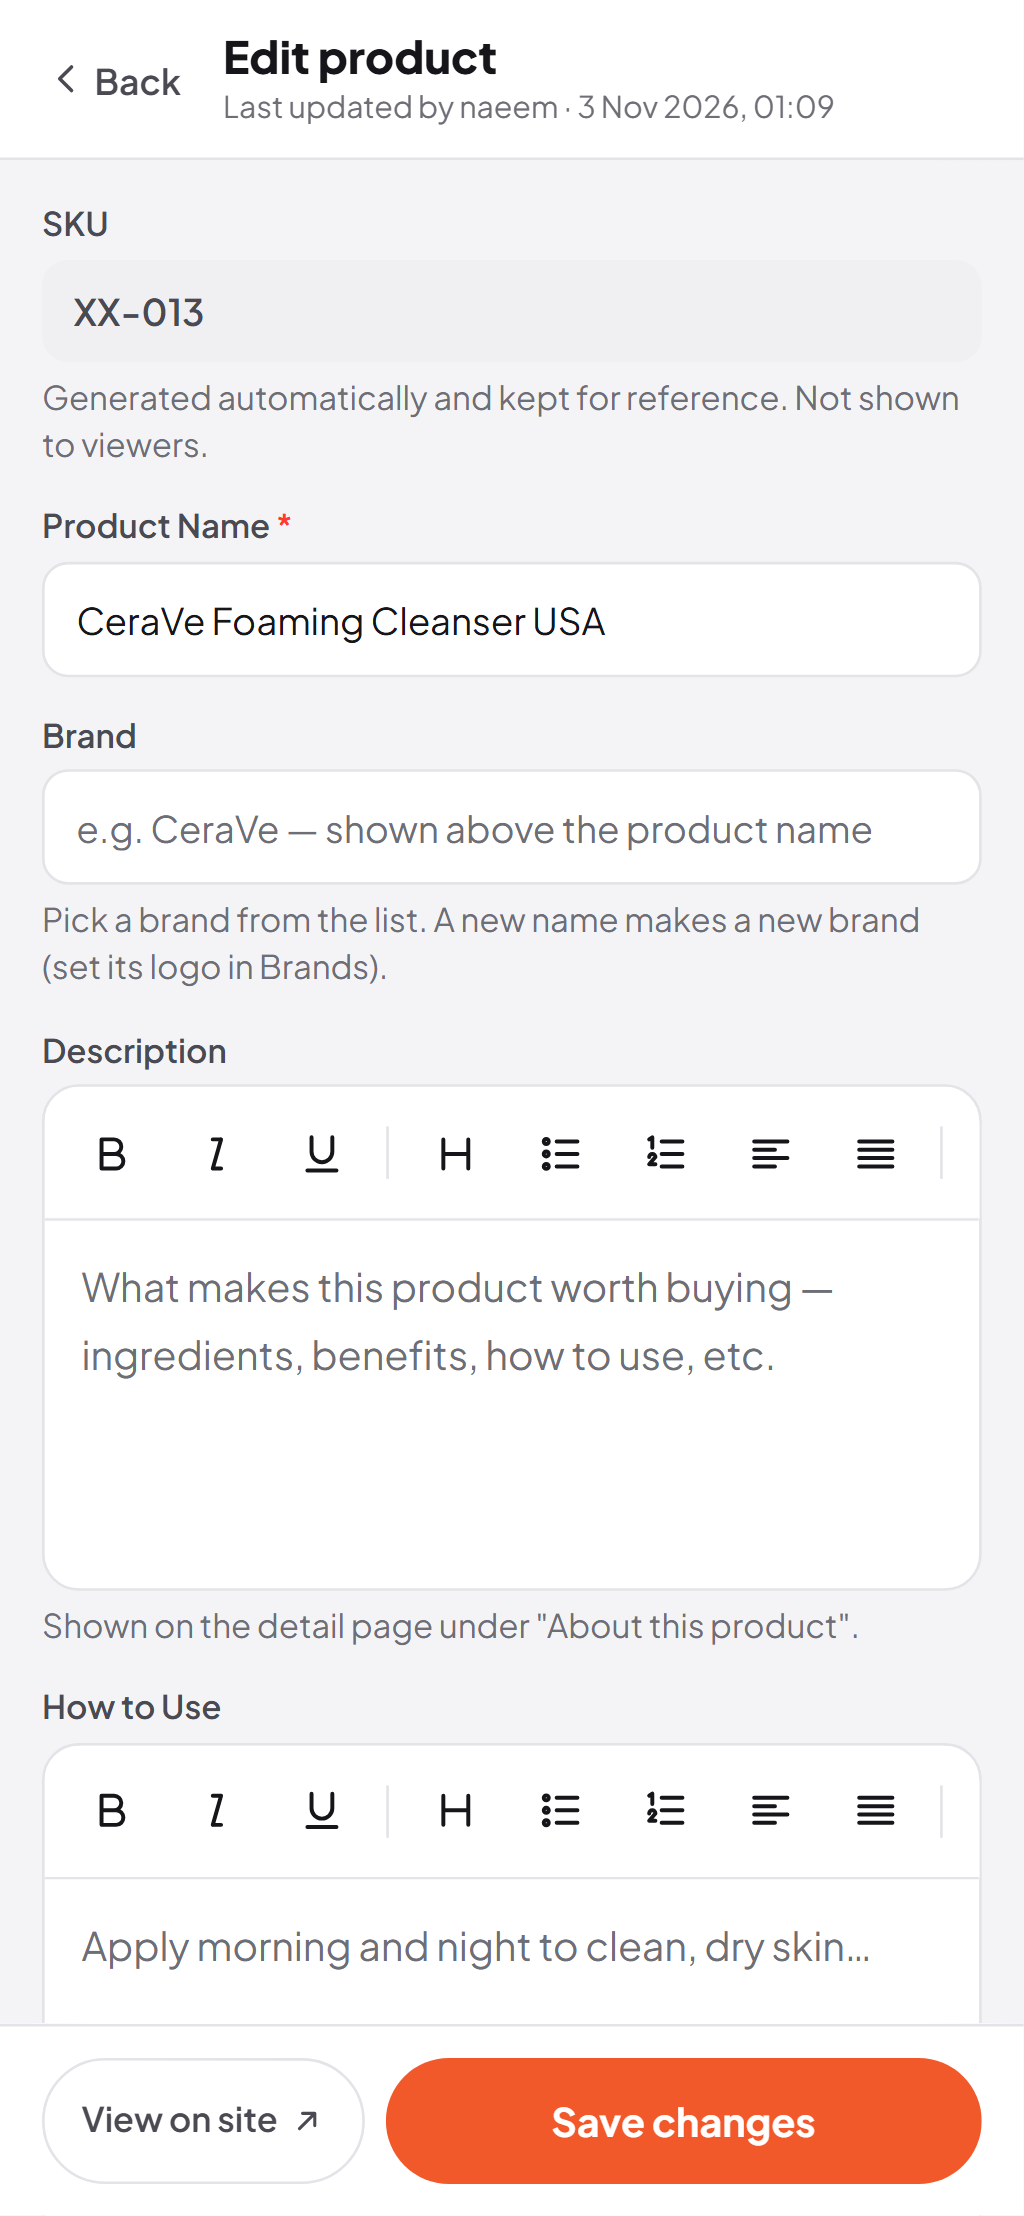 Back
Edit product
Last updated by naeem · 3 Nov 2026, 01:09
SKU
XX-013
Generated automatically and kept for reference. Not shown
to viewers.
Product Name *
CeraVe Foaming Cleanser USA
Brand
e.g. CeraVe — shown above the product name
Pick a brand from the list. A new name makes a new brand
(set its logo in Brands).
Description
B I U H
What makes this product worth buying —
ingredients, benefits, how to use, etc.
Shown on the detail page under "About this product".
How to Use
B I U H
Apply morning and night to clean, dry skin…
View on site ↗
Save changes